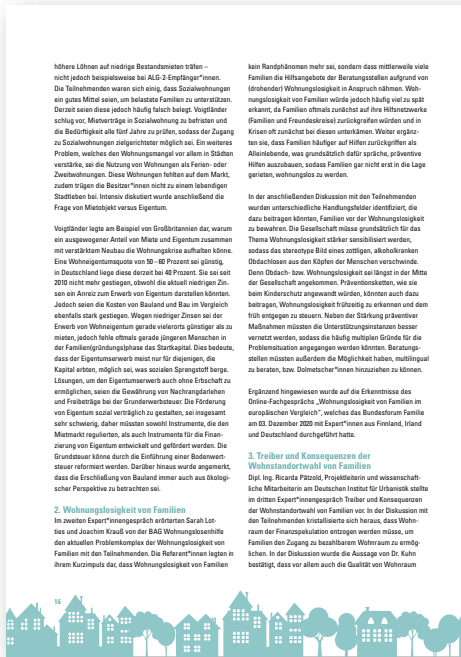 höhere Löhnen auf niedrige Bestandsmieten träfen –
nicht jedoch beispielsweise bei ALG-2-Empfänger*innen.
Die Teilnehmenden waren sich einig, dass Sozialwohnungen
ein gutes Mittel seien, um belastete Familien zu unterstützen.
Derzeit seien diese jedoch häufig falsch belegt. Voigtländer
schlug vor, Mietverträge in Sozialwohnung zu befristen und
die Bedürftigkeit alle fünf Jahre zu prüfen, sodass der Zugang
zu Sozialwohnungen zielgerichteter möglich sei. Ein weiteres
Problem, welches den Wohnungsmangel vor allem in Städten
verstärke, sei die Nutzung von Wohnungen als Ferien- oder
Zweitwohnungen. Diese Wohnungen fehlten auf dem Markt,
zudem trügen die Besitzer*innen nicht zu einem lebendigen
Stadtleben bei. Intensiv diskutiert wurde anschließend die
Frage von Mietobjekt versus Eigentum.
Voigtländer legte am Beispiel von Großbritannien dar, warum
ein ausgewogener Anteil von Miete und Eigentum zusammen
mit verstärktem Neubau die Wohnungskrise aufhalten könne.
Eine Wohneigentumsquote von 50–60 Prozent sei günstig,
in Deutschland liege diese derzeit bei 40 Prozent. Sie sei seit
2010 nicht mehr gestiegen, obwohl die aktuell niedrigen Zin-
sen ein Anreiz zum Erwerb von Eigentum darstellen könnten.
Jedoch seien die Kosten von Bauland und Bau im Vergleich
ebenfalls stark gestiegen. Wegen niedriger Zinsen sei der
Erwerb von Wohneigentum gerade vielerorts günstiger als zu
mieten, jedoch fehle oftmals gerade jüngeren Menschen in
der Familien(gründungs)phase das Startkapital. Dies bedeute,
dass der Eigentumserwerb meist nur für diejenigen, die
Kapital erbten, möglich sei, was sozialen Sprengstoff berge.
Lösungen, um den Eigentumserwerb auch ohne Erbschaft zu
ermöglichen, seien die Gewährung von Nachrangdarlehen
und Freibeträge bei der Grunderwerbsteuer. Die Förderung
von Eigentum sozial verträglich zu gestalten, sei insgesamt
sehr schwierig, daher müssten sowohl Instrumente, die den
Mietmarkt regulierten, als auch Instrumente für die Finan-
zierung von Eigentum entwickelt und gefördert werden. Die
Grundsteuer könne durch die Einführung einer Bodenwert-
steuer reformiert werden. Darüber hinaus wurde angemerkt,
dass die Erschließung von Bauland immer auch aus ökologi-
scher Perspektive zu betrachten sei.
2. Wohnungslosigkeit von Familien
Im zweiten Expert*innengespräch erörterten Sarah Lot-
ties und Joachim Krauß von der BAG Wohnungslosenhilfe
den aktuellen Problemkomplex der Wohnungslosigkeit von
Familien mit den Teilnehmenden. Die Referent*innen legten in
ihrem Kurzimpuls dar, dass Wohnungslosigkeit von Familien
kein Randphänomen mehr sei, sondern dass mittlerweile viele
Familien die Hilfsangebote der Beratungsstellen aufgrund von
(drohender) Wohnungslosigkeit in Anspruch nähmen. Woh-
nungslosigkeit von Familien würde jedoch häufig viel zu spät
erkannt, da Familien oftmals zunächst auf ihre Hilfsnetzwerke
(Familien und Freundeskreise) zurückgreifen würden und in
Krisen oft zunächst bei diesen unterkämen. Weiter ergänz-
ten sie, dass Familien häufiger auf Hilfen zurückgriffen als
Alleinlebende, was grundsätzlich dafür spräche, präventive
Hilfen auszubauen, sodass Familien gar nicht erst in die Lage
gerieten, wohnungslos zu werden.
In der anschließenden Diskussion mit den Teilnehmenden
wurden unterschiedliche Handlungsfelder identifiziert, die
dazu beitragen könnten, Familien vor der Wohnungslosigkeit
zu bewahren. Die Gesellschaft müsse grundsätzlich für das
Thema Wohnungslosigkeit stärker sensibilisiert werden,
sodass das stereotype Bild eines zottligen, alkoholkranken
Obdachlosen aus den Köpfen der Menschen verschwinde.
Denn Obdach- bzw. Wohnungslosigkeit sei längst in der Mitte
der Gesellschaft angekommen. Präventionsketten, wie sie
beim Kinderschutz angewandt würden, könnten auch dazu
beitragen, Wohnungslosigkeit frühzeitig zu erkennen und dem
früh entgegen zu steuern. Neben der Stärkung präventiver
Maßnahmen müssten die Unterstützungsinstanzen besser
vernetzt werden, sodass die häufig multiplen Gründe für die
Problemsituation angegangen werden könnten. Beratungs-
stellen müssten außerdem die Möglichkeit haben, multilingual
zu beraten, bzw. Dolmetscher*innen hinzuziehen zu können.
Ergänzend hingewiesen wurde auf die Erkenntnisse des
Online-Fachgesprächs „Wohnungslosigkeit von Familien im
europäischen Vergleich“, welches das Bundesforum Familie
am 03. Dezember 2020 mit Expert*innen aus Finnland, Irland
und Deutschland durchgeführt hatte.
3. Treiber und Konsequenzen der
Wohnstandortwahl von Familien
Dipl. Ing. Ricarda Pätzold, Projektleiterin und wissenschaft-
liche Mitarbeiterin am Deutschen Institut für Urbanistik stellte
im dritten Expert*innengespräch Treiber und Konsequenzen
der Wohnstandortwahl von Familien vor. In der Diskussion mit
den Teilnehmenden kristallisierte sich heraus, dass Wohn-
raum der Finanzspekulation entzogen werden müsse, um
Familien den Zugang zu bezahlbarem Wohnraum zu ermög-
lichen. In der Diskussion wurde die Aussage von Dr. Kuhn
bestätigt, dass vor allem auch die Qualität von Wohnraum
16